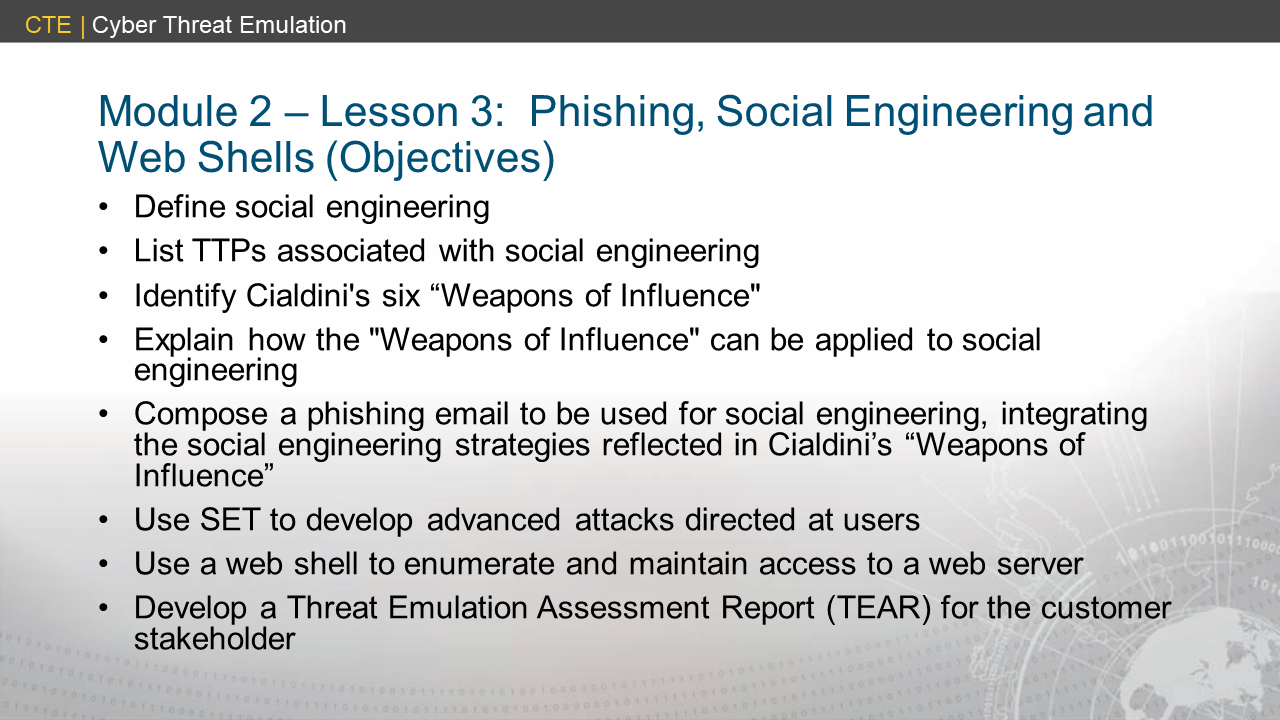 CTE | Cyber Threat Emulation
Module 2 – Lesson 3:  Phishing, Social Engineering and
Web Shells (Objectives)
• Define social engineering
• List TTPs associated with social engineering
• Identify Cialdini's six “Weapons of Influence"
• Explain how the "Weapons of Influence" can be applied to social
engineering
• Compose a phishing email to be used for social engineering, integrating
the social engineering strategies reflected in Cialdini’s “Weapons of
Influence”
• Use SET to develop advanced attacks directed at users
• Use a web shell to enumerate and maintain access to a web server
• Develop a Threat Emulation Assessment Report (TEAR) for the customer
stakeholder